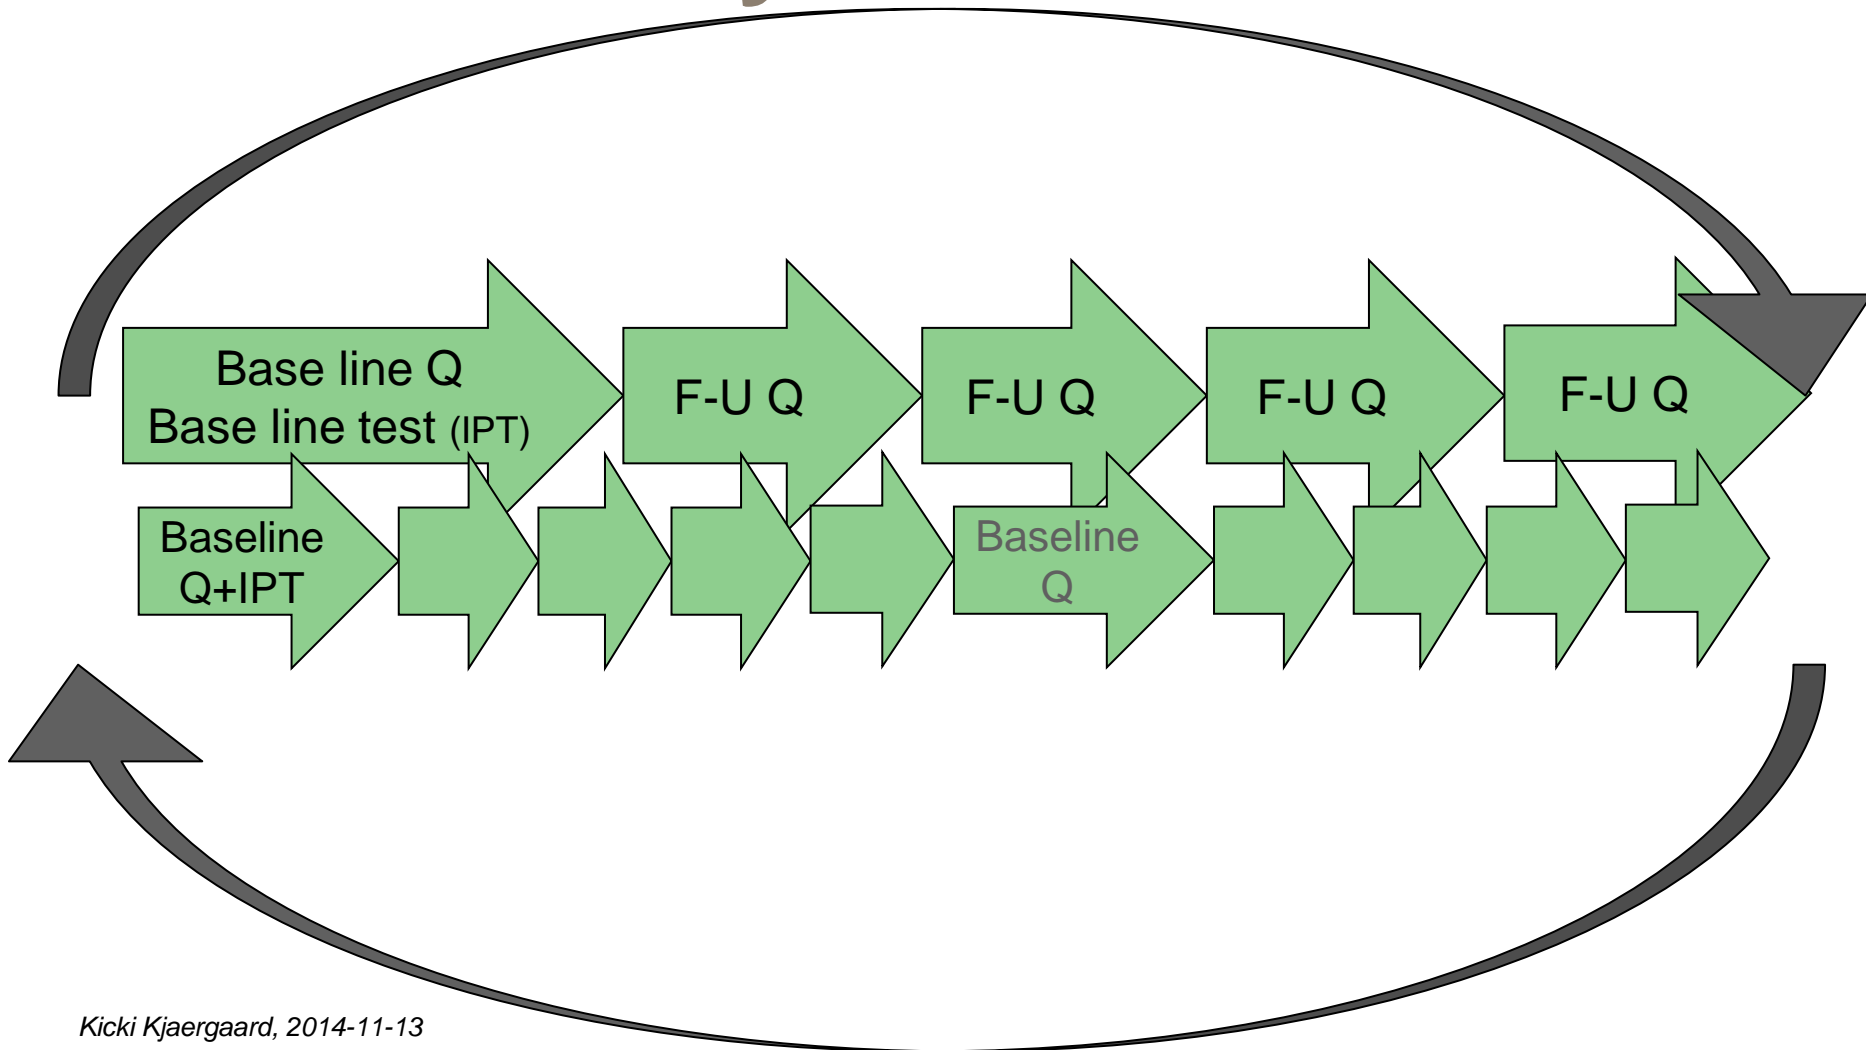 Base line Q
Base line test (IPT)
F-U Q
F-U Q
F-U Q
F-U Q
Baseline
Q+IPT
Baseline
Q
Kicki Kjaergaard, 2014-11-13